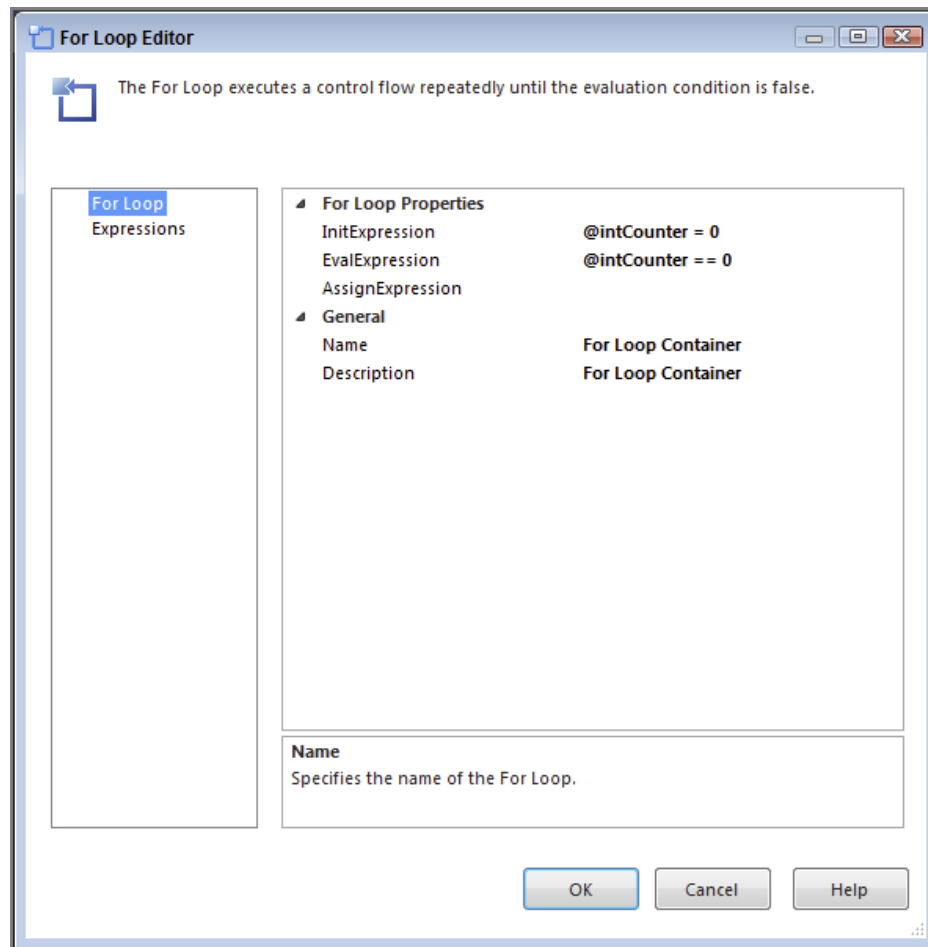 For Loop Editor
The For Loop executes a control flow repeatedly until the evaluation condition is false.
For Loop
Expressions
For Loop Properties
InitExpression @intCounter = 0
EvalExpression @intCounter == 0
AssignExpression
General
Name For Loop Container
Description For Loop Container
Name
Specifies the name of the For Loop.
OK Cancel Help